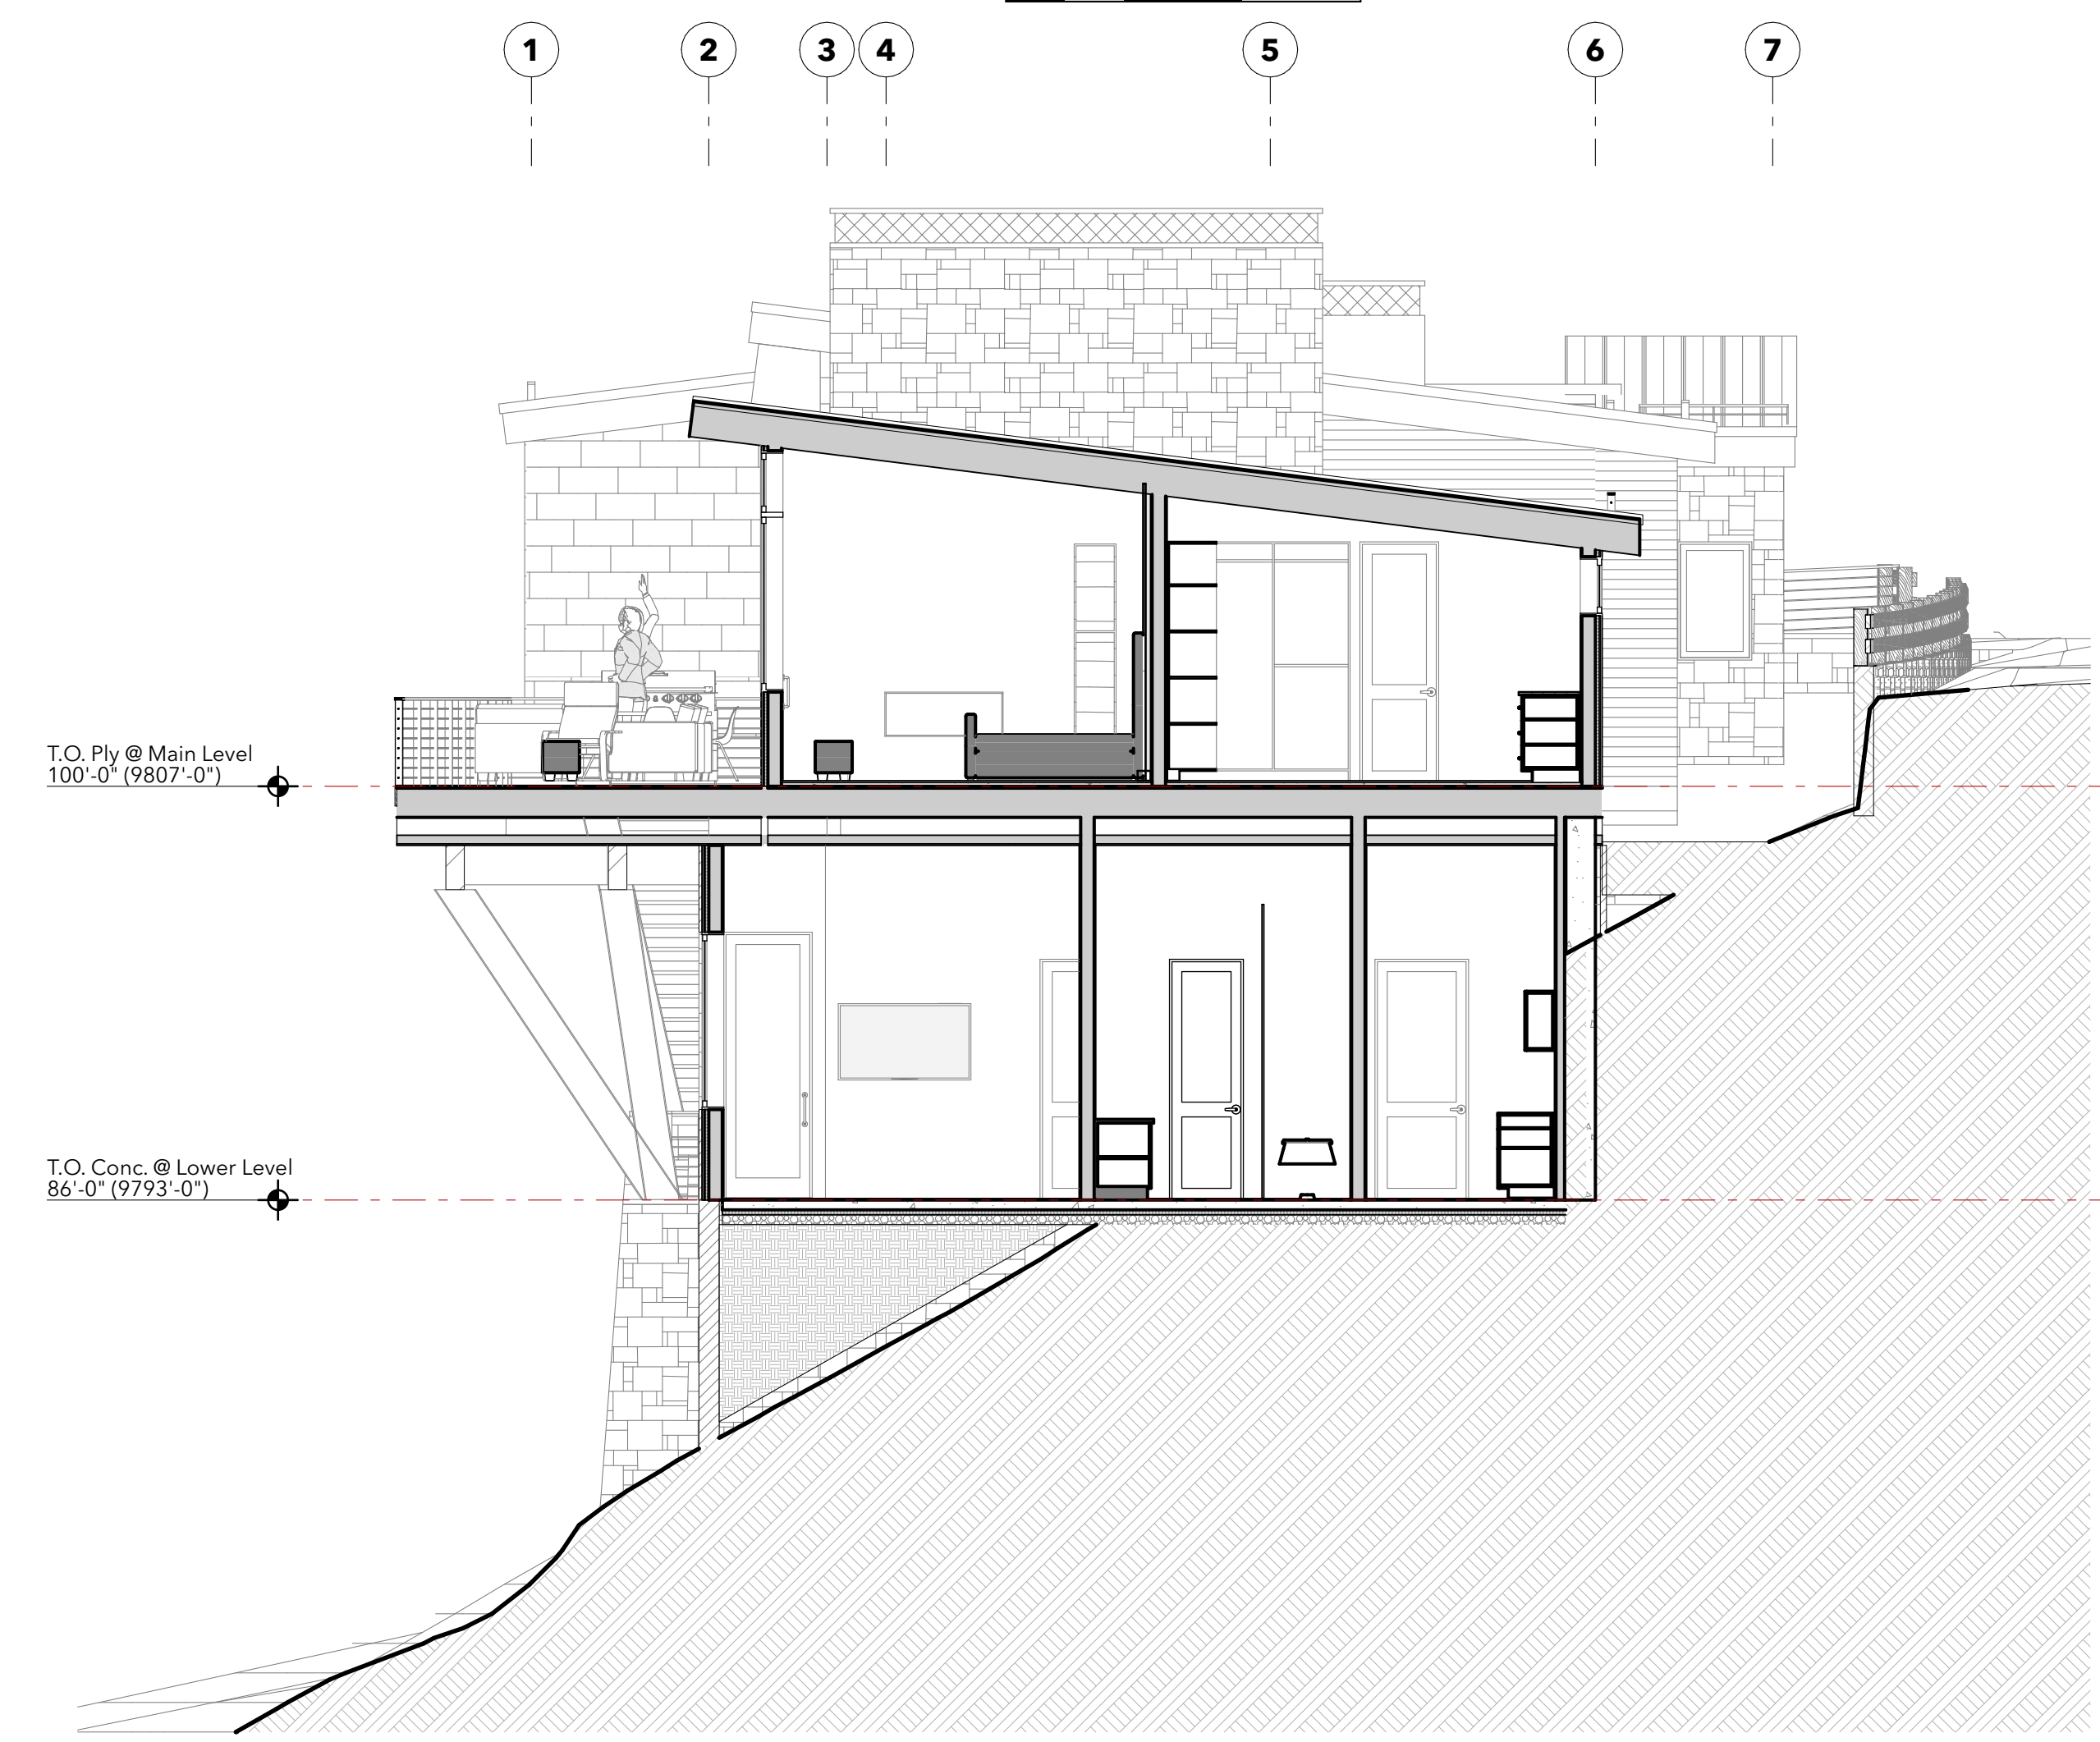 1 2 3 4 5 6 7
T.O. Ply @ Main Level
100'-0" (9807'-0")
T.O. Conc. @ Lower Level
86'-0" (9793'-0")